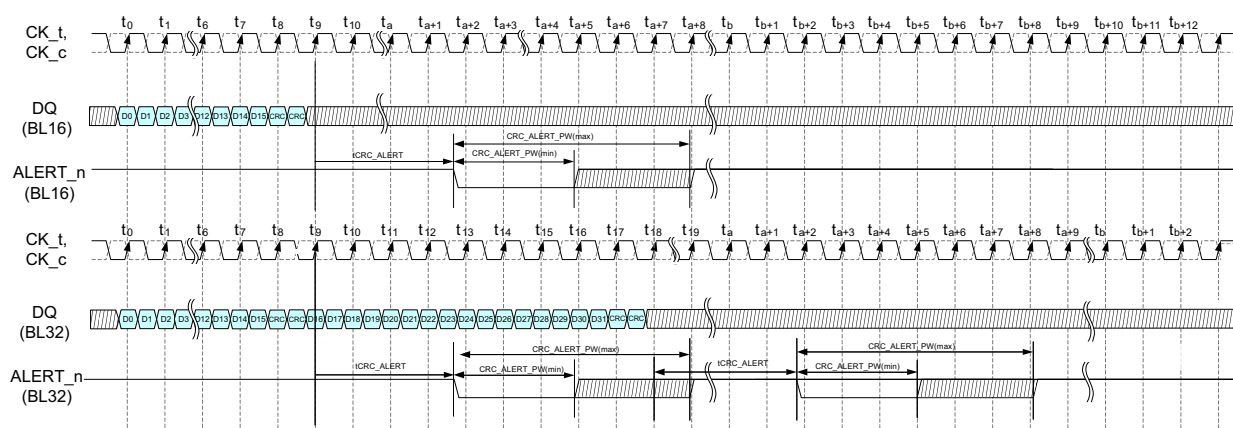 t0 t1 t6 t7 t8 t9 t10 ta ta+1 ta+2 ta+3 ta+4 ta+5 ta+6 ta+7 ta+8 tb tb+1 tb+2 tb+3 tb+4 tb+5 tb+6 tb+7 tb+8 tb+9 tb+10 tb+11 tb+12
CK_t,
CK_c
DQ
(BL16)
D0 D1 D2 D3 D12 D13 D14 D15 CRC CRC
CRC_ALERT_PW(max)
tCRC_ALERT CRC_ALERT_PW(min)
ALERT_n
(BL16)
t0 t1 t6 t7 t8 t9 t10 t11 t12 t13 t14 t15 t16 t17 t18 t19 ta ta+1 ta+2 ta+3 ta+4 ta+5 ta+6 ta+7 ta+8 ta+9 tb tb+1 tb+2
CK_t,
CK_c
DQ
(BL32)
D0 D1 D2 D3 D12 D13 D14 D15 CRC CRC D16 D17 D18 D19 D20 D21 D22 D23 D24 D25 D26 D27 D28 D29 D30 D31 CRC CRC
CRC_ALERT_PW(max) CRC_ALERT_PW(max)
tCRC_ALERT CRC_ALERT_PW(min) tCRC_ALERT CRC_ALERT_PW(min)
ALERT_n
(BL32)